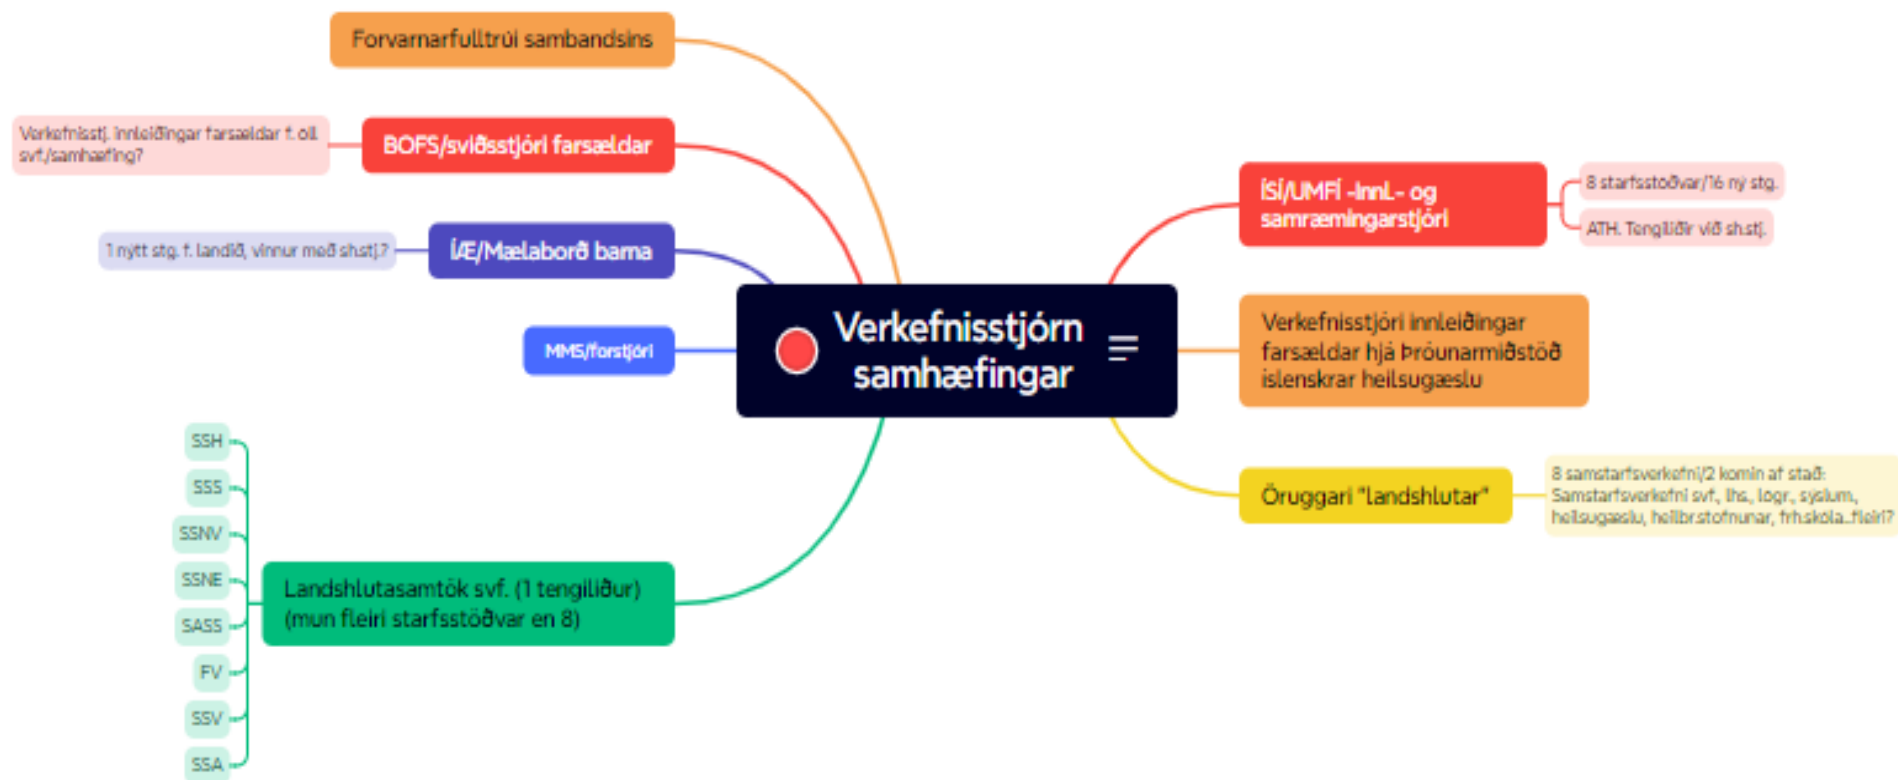 Forvarnarfulltrúi sambandsins
Verkefnisstj. innleiðingar farsældar f. öll
svf./samhæfing?
BOFS/sviðsstjóri farsældar
1 nýtt stg. f. landið, vinnur með sh.stj.?
ÍÆ/Mælaborð barna
MMS/forstjóri
Verkefnisstjórn
samhæfingar
ÍSÍ/UMFÍ -Innl.- og
samræmingarstjóri
8 starfsstöðvar/16 ný stg.
ATH. Tengiliðir við sh.stj.
Verkefnisstjóri innleiðingar
farsældar hjá Þróunarmiðstöð
íslenskrar heilsugæslu
Öruggari "landshlutar"
8 samstarfsverkefni/2 komin af stað:
Samstarfsverkefni svf., lhs., lögr., sýslum.,
heilsugæslu, heilbr.stofnunar, frh.skóla...fleiri?
Landshlutasamtök svf. (1 tengiliður)
(mun fleiri starfsstöðvar en 8)
SSH
SSS
SSNV
SSNE
SASS
FV
SSV
SSA